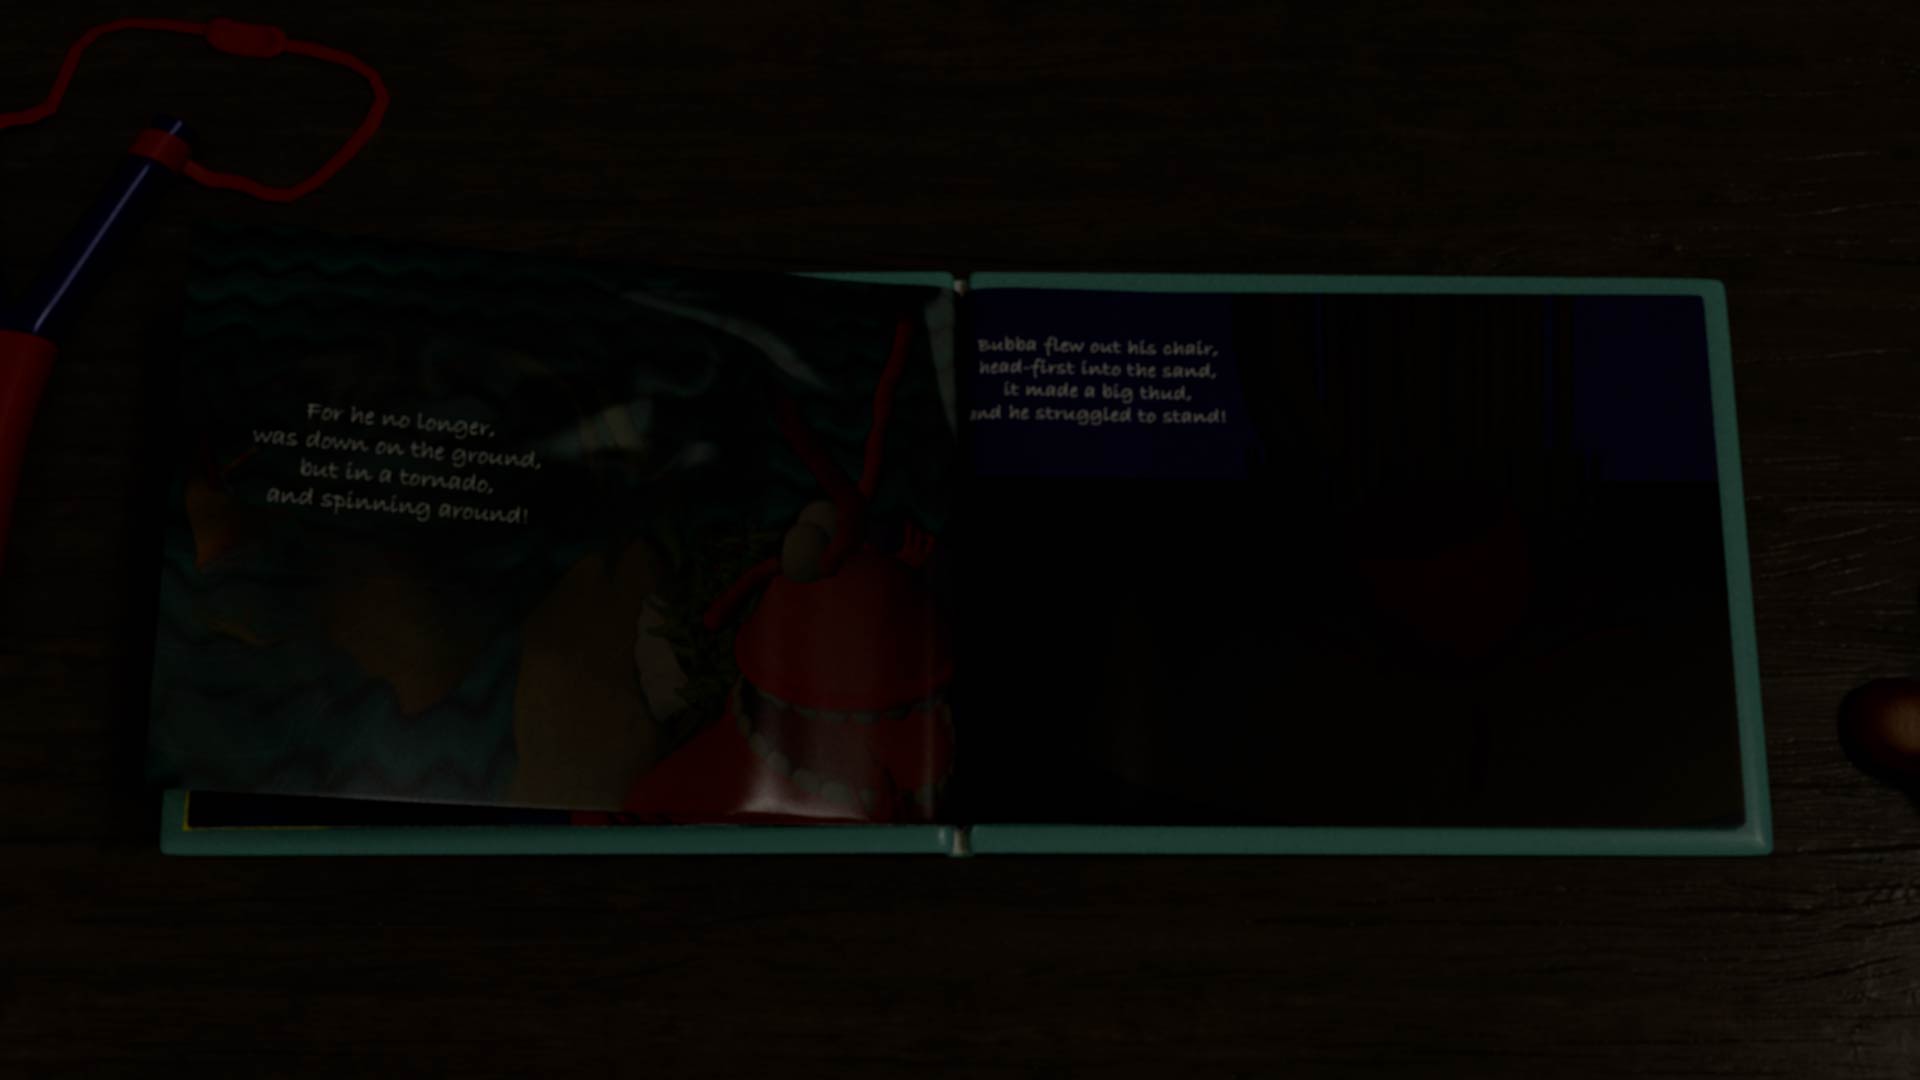 For he no longer,
was down on the ground,
but in a tornado,
and spinning around!
Bubba flew out his chair,
head-first into the sand,
it made a big thud,
and he struggled to stand!